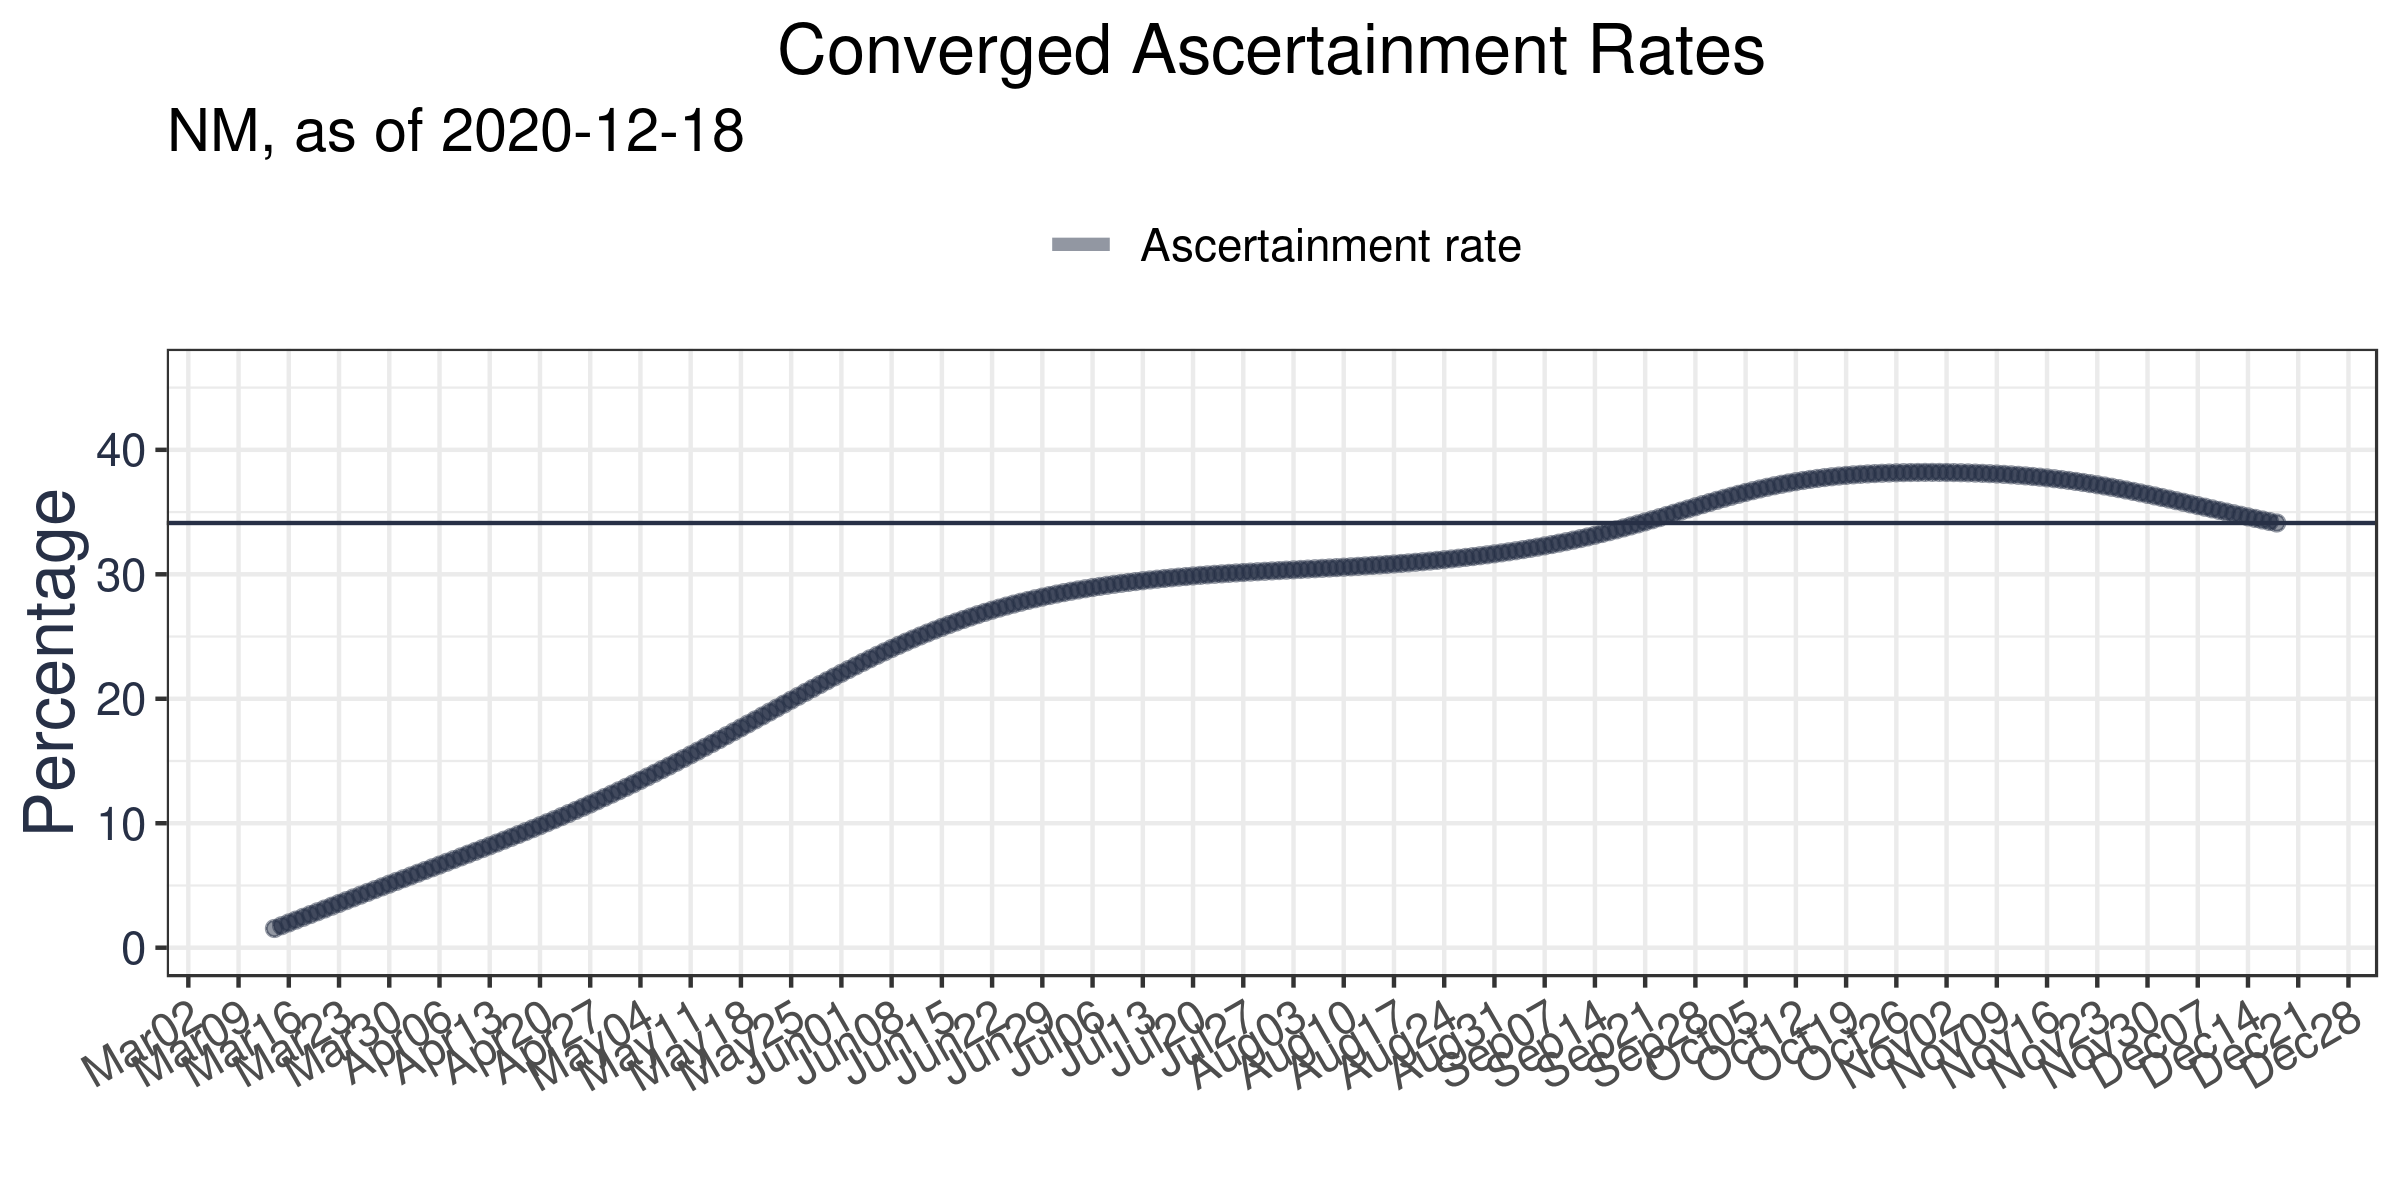 Converged Ascertainment Rates
NM, as of 2020-12-18
Ascertainment rate
Percentage
40
30
20
10
0
Mar02
Mar09
Mar16
Mar23
Mar30
Apr06
Apr13
Apr20
Apr27
May04
May11
May18
May25
Jun01
Jun08
Jun15
Jun22
Jun29
Jul06
Jul13
Jul20
Jul27
Aug03
Aug10
Aug17
Aug24
Aug31
Sep07
Sep14
Sep21
Sep28
Oct05
Oct12
Oct19
Oct26
Nov02
Nov09
Nov16
Nov23
Nov30
Dec07
Dec14
Dec21
Dec28